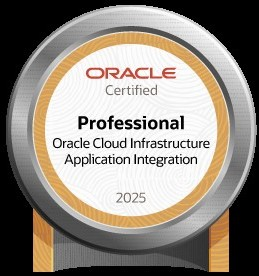 ORACLE
Certified
Professional
Oracle Cloud Infrastructure
Application Integration
2025